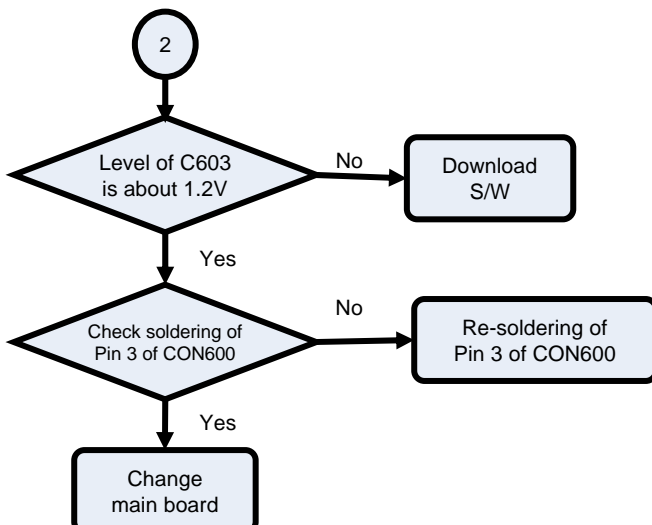 2
Level of C603
is about 1.2V
No
Download
S/W
Yes
Check soldering of
Pin 3 of CON600
No
Re-soldering of
Pin 3 of CON600
Yes
Change
main board